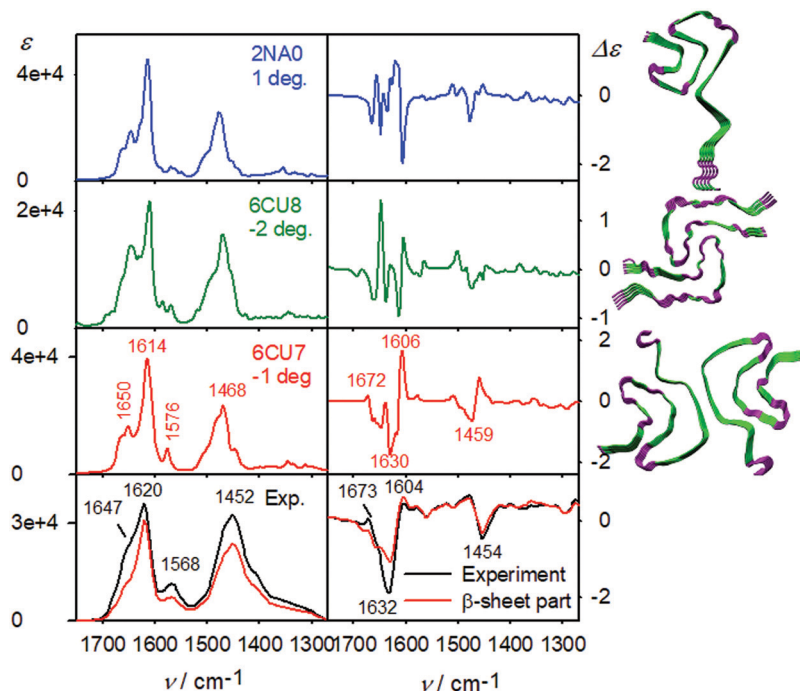 ε
Δε
4e+4
0
2NA0
1 deg.
0
-2
2e+4
0
6CU8
-2 deg.
1
0
-1
4e+4
0
6CU7
-1 deg
1614
1650
1576
1468
2
0
-2
1606
1672
1630
1459
3e+4
0
Exp.
1620
1647
1568
1452
0
-2
1673
1604
1632
1454
Experiment
β-sheet part
1700 1600 1500 1400 1300
1700 1600 1500 1400 1300
ν / cm-1
ν / cm-1